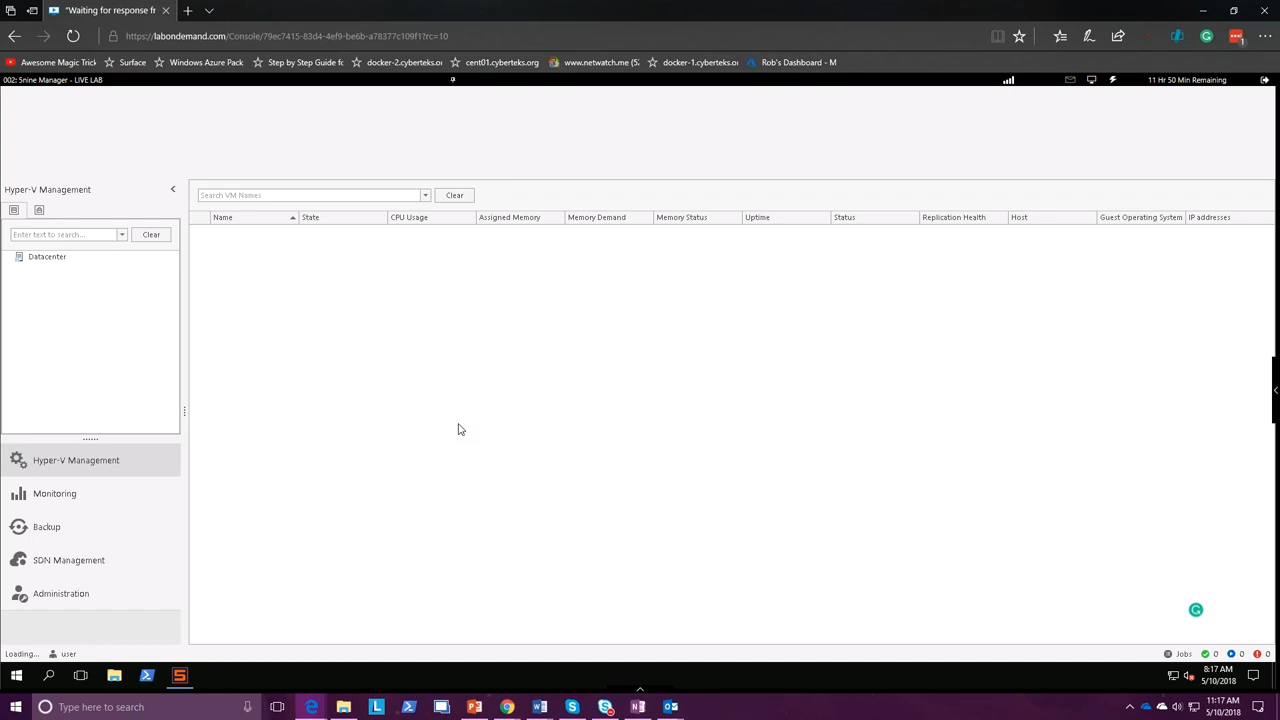 "Waiting for response fr
https://labondemand.com/Console/79ec7415-83d4-4ef9-be6b-a78377c109f1?rc=10
1
Awesome Magic Trick Surface Windows Azure Pack Step by Step Guide fo docker-2.cyberteks.o cent01.cyberteks.org www.netwatch.me (5 docker-1.cyberteks.o Rob's Dashboard - M
002: 5nine Manager - LIVE LAB 11 Hr 50 Min Remaining
Hyper-V Management
Search VM Names Clear
Name State CPU Usage Assigned Memory Memory Demand Memory Status Uptime Status Replication Health Host Guest Operating System IP addresses
Enter text to search... Clear
Datacenter
Hyper-V Management
Monitoring
Backup
SDN Management
Administration
Loading... user Jobs 0 0 0
8:17 AM
5/10/2018
Type here to search
11:17 AM
5/10/2018